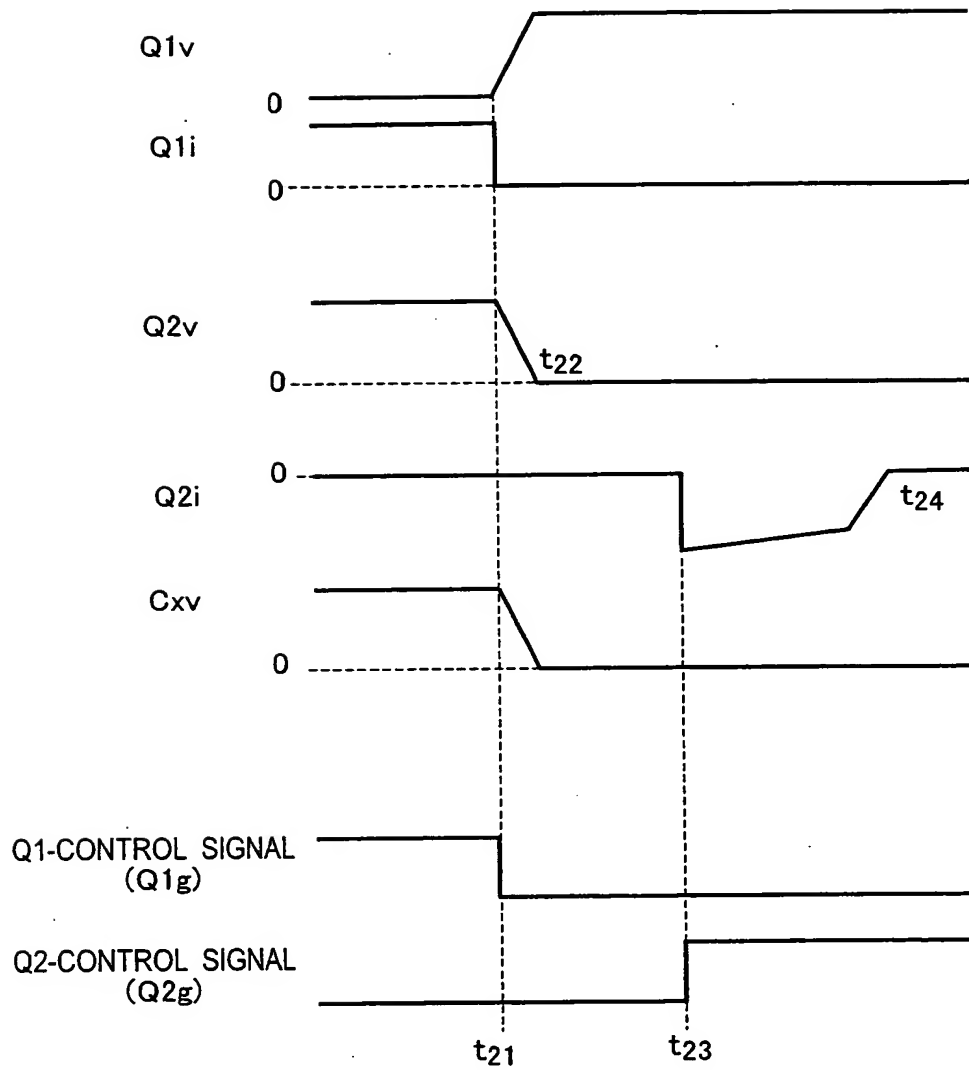 Q1v
0
Q1i
0
Q2v
t22
0
0
Q2i
t24
Cxv
0
Q1-CONTROL SIGNAL
(Q1g)
Q2-CONTROL SIGNAL
(Q2g)
t21
t23